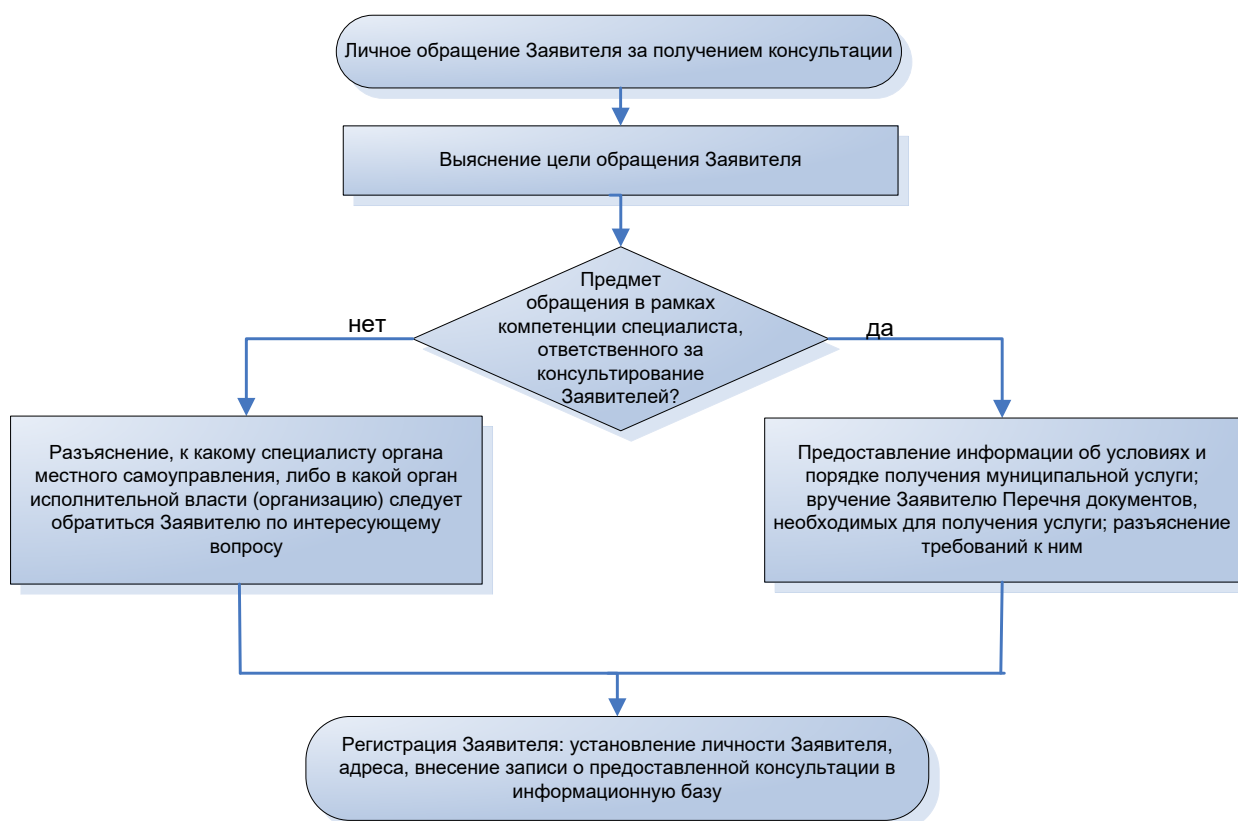 Личное обращение Заявителя за получением консультации
Выяснение цели обращения Заявителя
Предмет
обращения в рамках
компетенции специалиста,
ответственного за
консультирование
Заявителей?
нет
да
Разъяснение, к какому специалисту органа
местного самоуправления, либо в какой орган
исполнительной власти (организацию) следует
обратиться Заявителю по интересующему
вопросу
Предоставление информации об условиях и
порядке получения муниципальной услуги;
вручение Заявителю Перечня документов,
необходимых для получения услуги; разъяснение
требований к ним
Регистрация Заявителя: установление личности Заявителя,
адреса, внесение записи о предоставленной консультации в
информационную базу